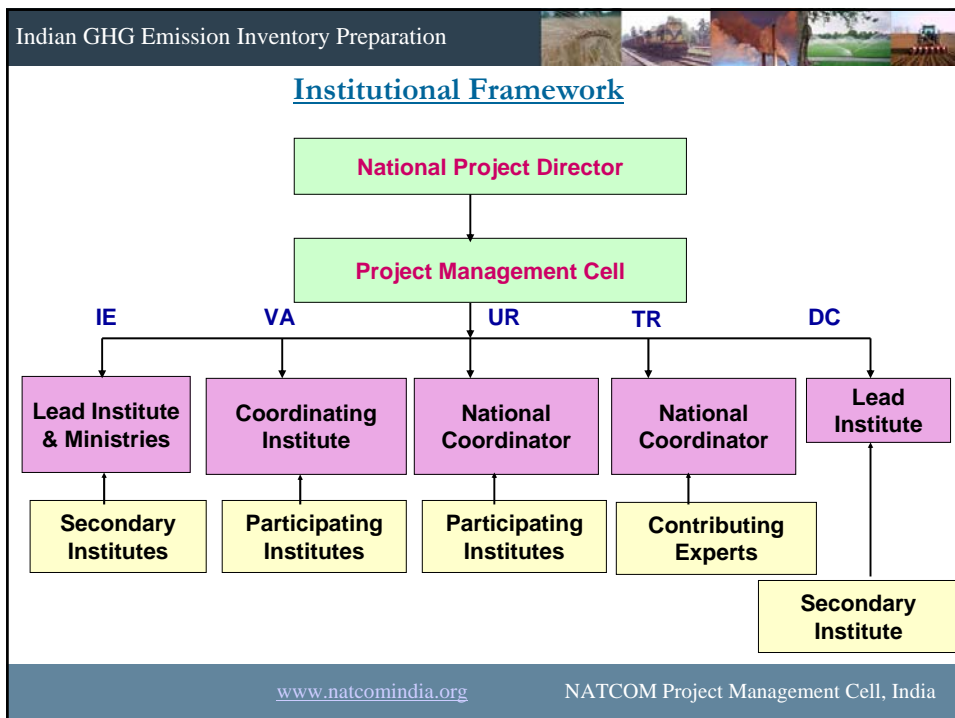 Indian GHG Emission Inventory Preparation
Institutional Framework
National Project Director
Project Management Cell
IE
VA
UR
TR
DC
Lead Institute
& Ministries
Coordinating
Institute
National
Coordinator
National
Coordinator
Lead
Institute
Secondary
Institutes
Participating
Institutes
Participating
Institutes
Contributing
Experts
Secondary
Institute
www.natcomindia.org
NATCOM Project Management Cell, India